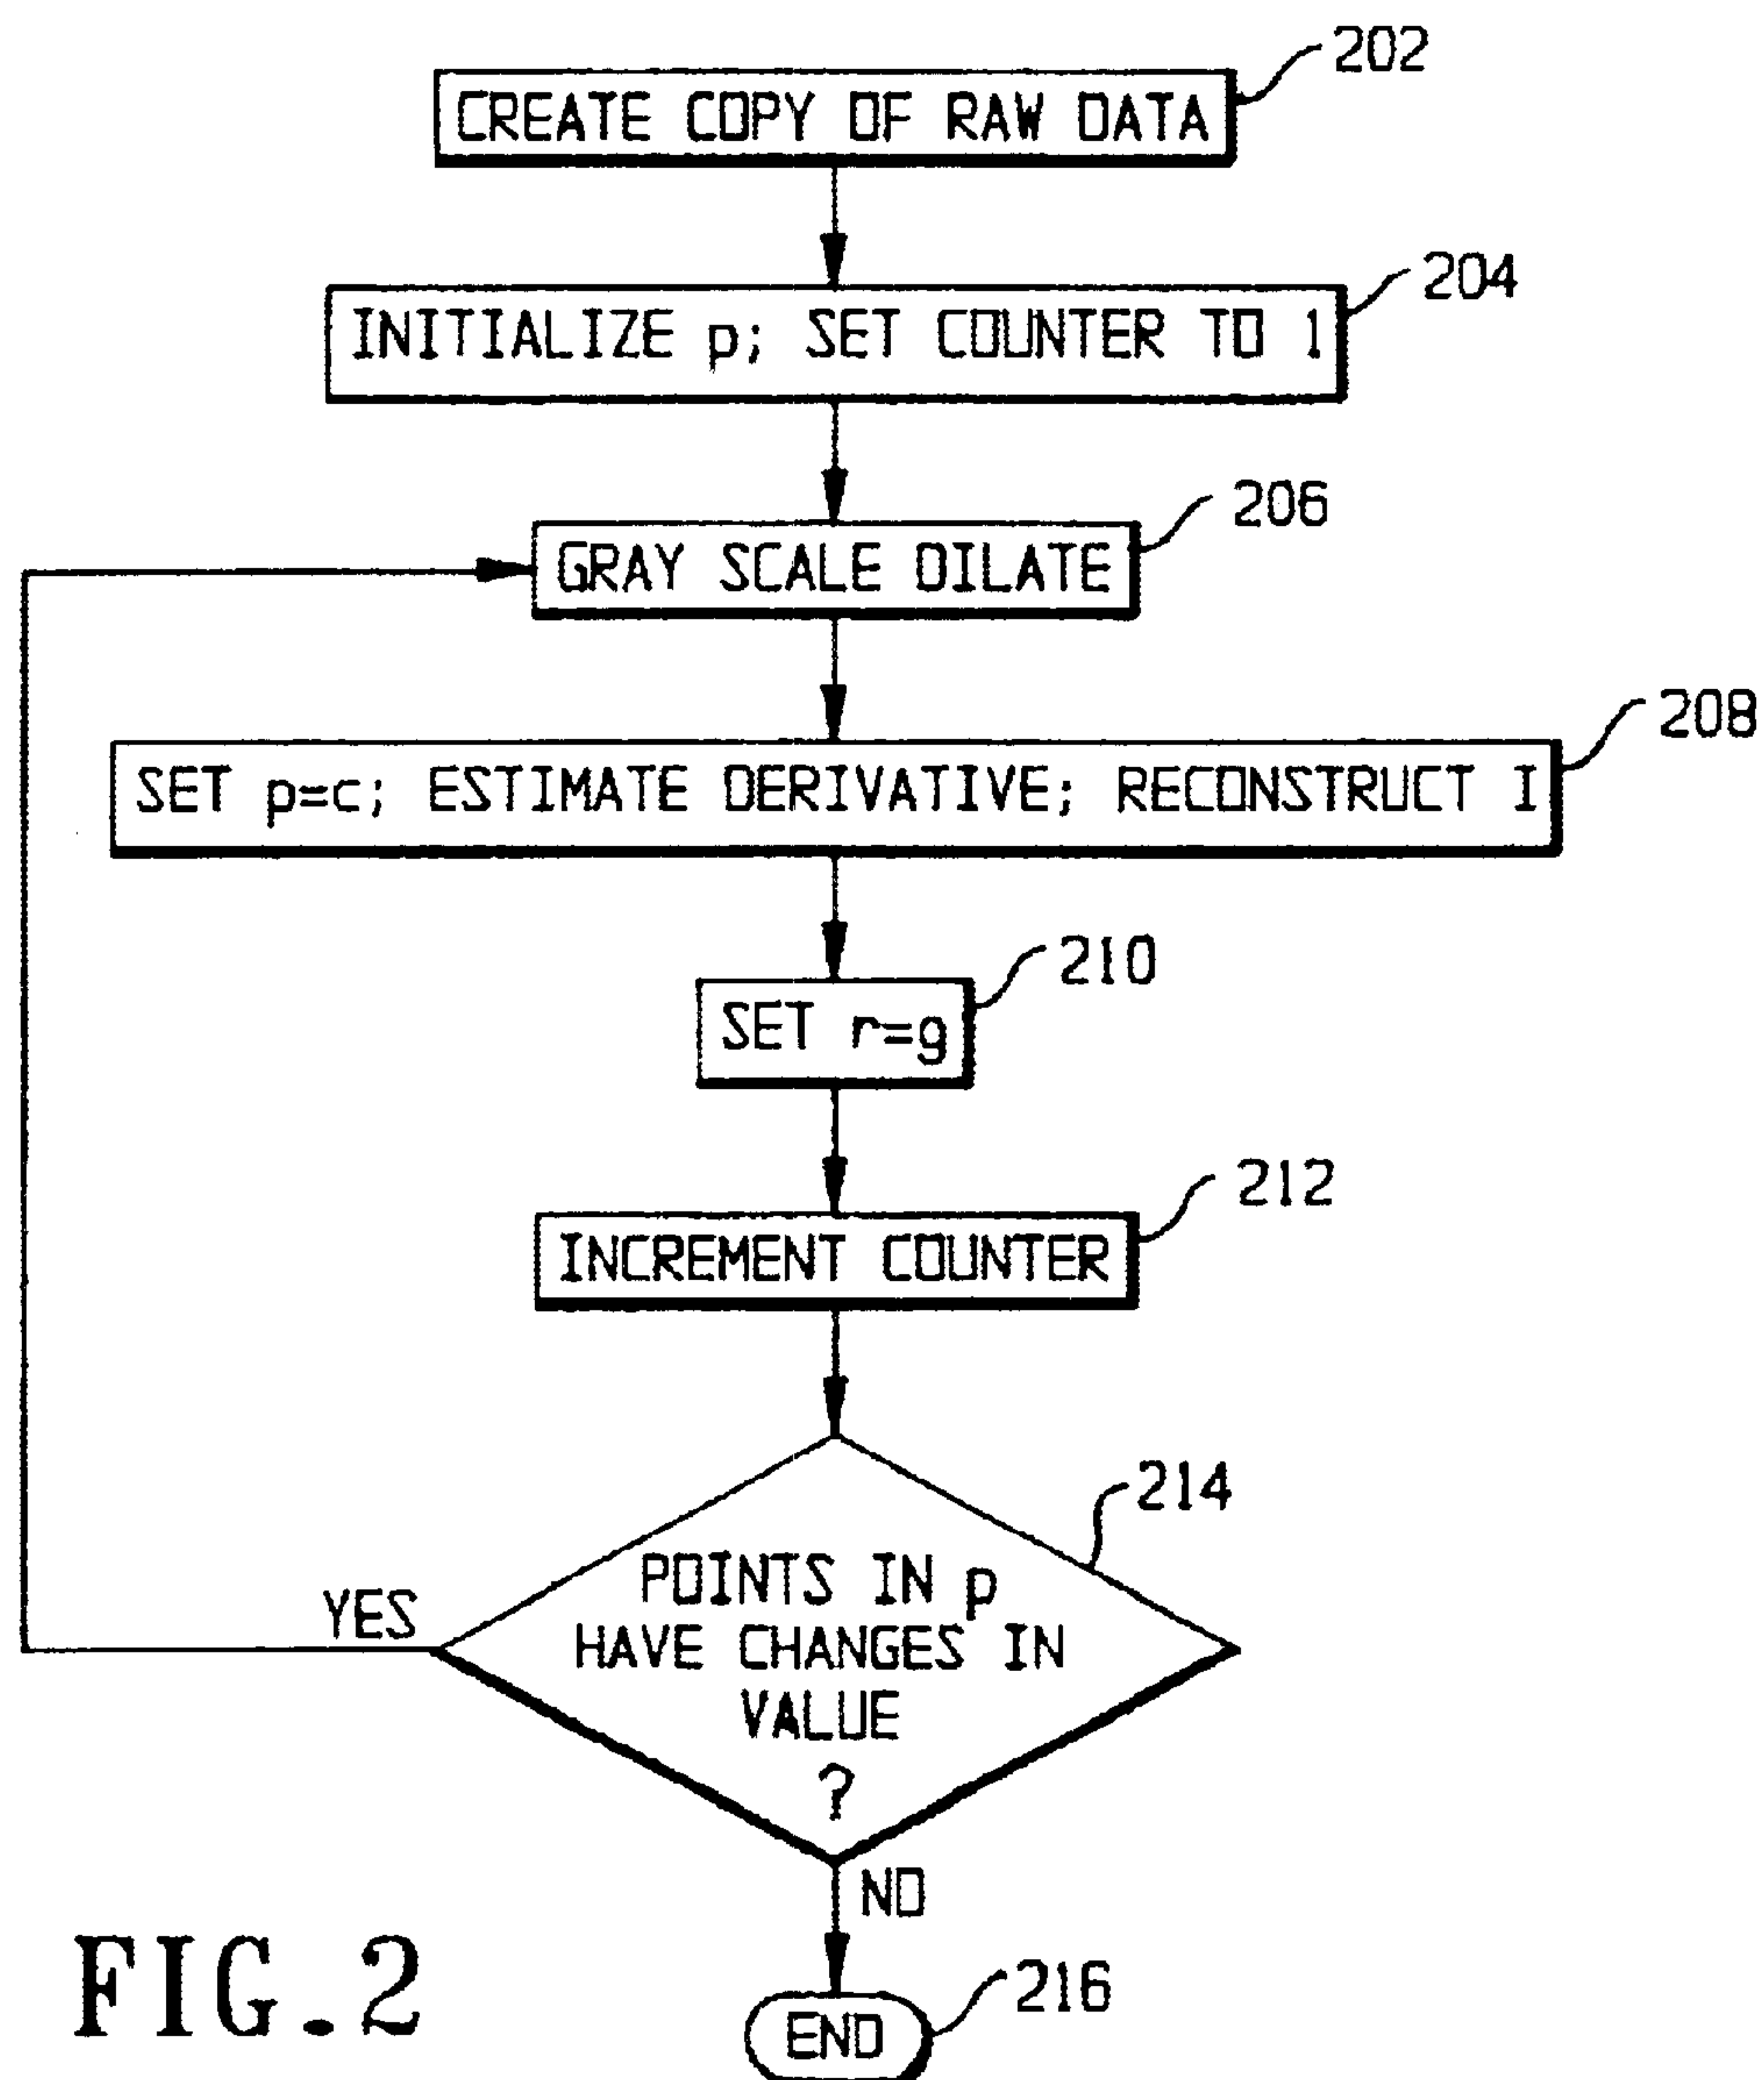 202
CREATE COPY OF RAW DATA
204
INITIALIZE p; SET COUNTER TO 1
206
GRAY SCALE DILATE
208
SET p=c; ESTIMATE DERIVATIVE; RECONSTRUCT I
210
SET r=g
212
INCREMENT COUNTER
214
POINTS IN p
HAVE CHANGES IN
VALUE
?
YES
NO
FIG.2
216
END